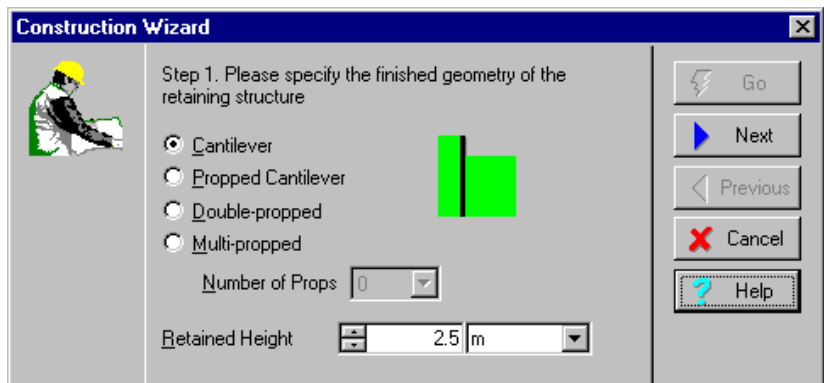 Construction Wizard
Step 1. Please specify the finished geometry of the
retaining structure
Cantilever
Propped Cantilever
Double-propped
Multi-propped
Number of Props 0
Retained Height 2.5 m
Go
Next
Previous
Cancel
? Help